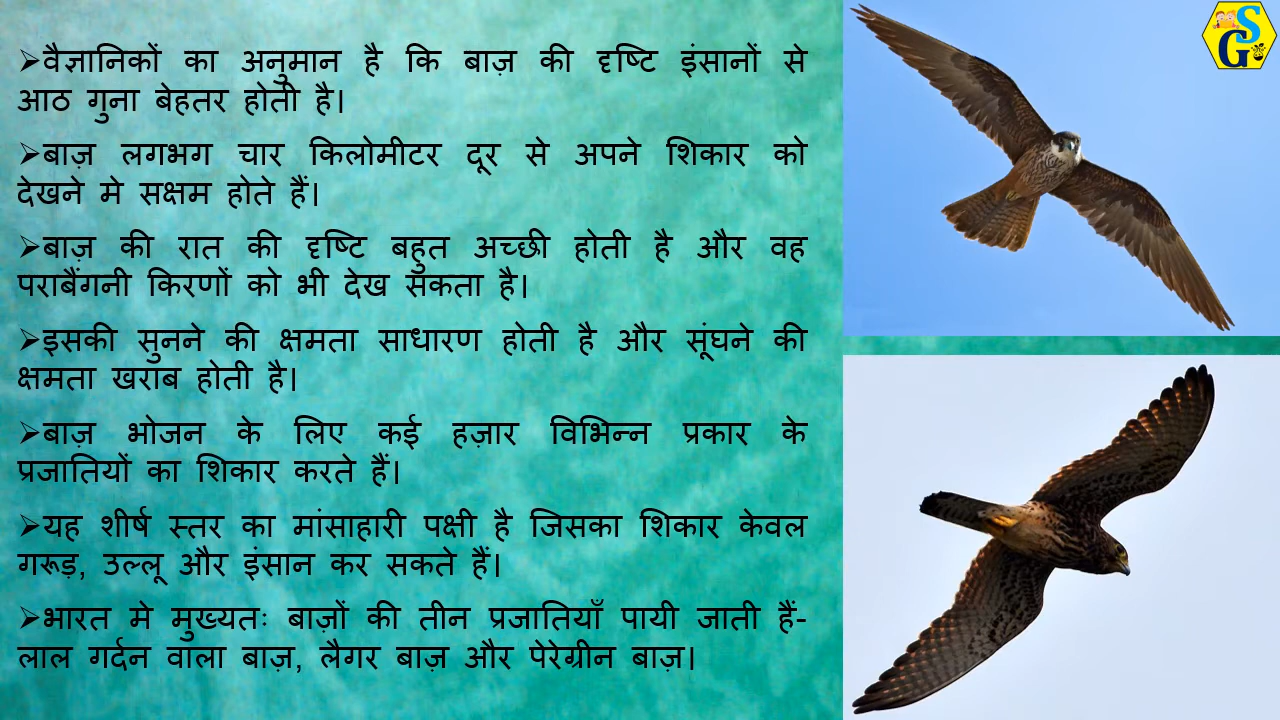 ➢वैज्ञानिकों का अनुमान है कि बाज़ की दृष्टि इंसानों से
आठ गुना बेहतर होती है।
➢बाज़ लगभग चार किलोमीटर दूर से अपने शिकार को
देखने मे सक्षम होते हैं।
➢बाज़ की रात की दृष्टि बहुत अच्छी होती है और वह
पराबैंगनी किरणों को भी देख सकता है।
➢इसकी सुनने की क्षमता साधारण होती है और सूंघने की
क्षमता खराब होती है।
➢बाज़ भोजन के लिए कई हज़ार विभिन्न प्रकार के
प्रजातियों का शिकार करते हैं।
➢यह शीर्ष स्तर का मांसाहारी पक्षी है जिसका शिकार केवल
गरूड़, उल्लू और इंसान कर सकते हैं।
➢भारत मे मुख्यतः बाज़ों की तीन प्रजातियाँ पायी जाती हैं-
लाल गर्दन वाला बाज़, लैगर बाज़ और पेरेग्रीन बाज़।
S
G